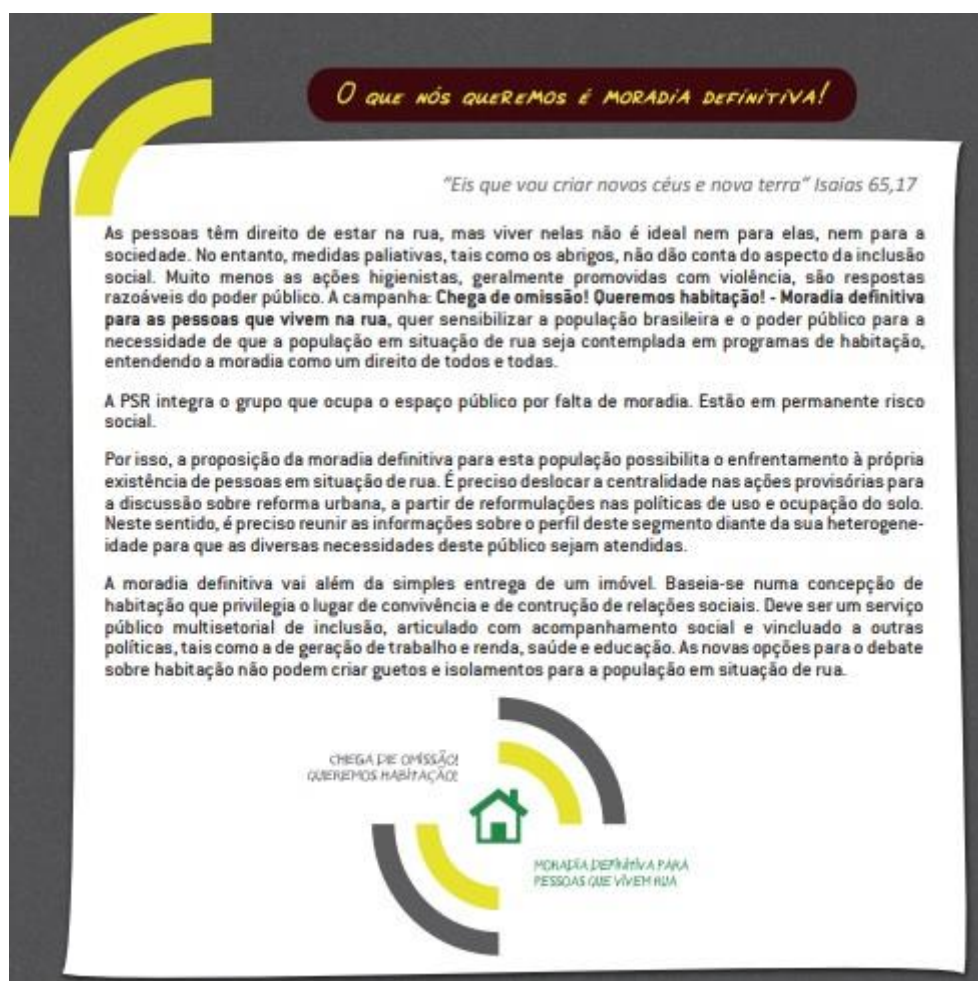 O QUE NÓS QUEREMOS É MORADIA DEFINITIVA!
"Eis que vou criar novos céus e nova terra" Isaias 65,17
As pessoas têm direito de estar na rua, mas viver nelas não é ideal nem para elas, nem para a
sociedade. No entanto, medidas paliativas, tais como os abrigos, não dão conta do aspecto da inclusão
social. Muito menos as ações higienistas, geralmente promovidas com violência, são respostas
razoáveis do poder público. A campanha: Chega de omissão! Queremos habitação! - Moradia definitiva
para as pessoas que vivem na rua, quer sensibilizar a população brasileira e o poder público para a
necessidade de que a população em situação de rua seja contemplada em programas de habitação,
entendendo a moradia como um direito de todos e todas.
A PSR integra o grupo que ocupa o espaço público por falta de moradia. Estão em permanente risco
social.
Por isso, a proposição da moradia definitiva para esta população possibilita o enfrentamento à própria
existência de pessoas em situação de rua. É preciso deslocar a centralidade nas ações provisórias para
a discussão sobre reforma urbana, a partir de reformulações nas políticas de uso e ocupação do solo.
Neste sentido, é preciso reunir as informações sobre o perfil deste segmento diante da sua heterogene-
idade para que as diversas necessidades deste público sejam atendidas.
A moradia definitiva vai além da simples entrega de um imóvel. Baseia-se numa concepção de
habitação que privilegia o lugar de convivência e de contrução de relações sociais. Deve ser um serviço
público multisetorial de inclusão, articulado com acompanhamento social e vincluado a outras
políticas, tais como a de geração de trabalho e renda, saúde e educação. As novas opções para o debate
sobre habitação não podem criar guetos e isolamentos para a população em situação de rua.
CHEGA DE OMISSÃO!
QUEREMOS HABITAÇÃO!
MORADIA DEFINITIVA PARA
PESSOAS QUE VIVEM RUA